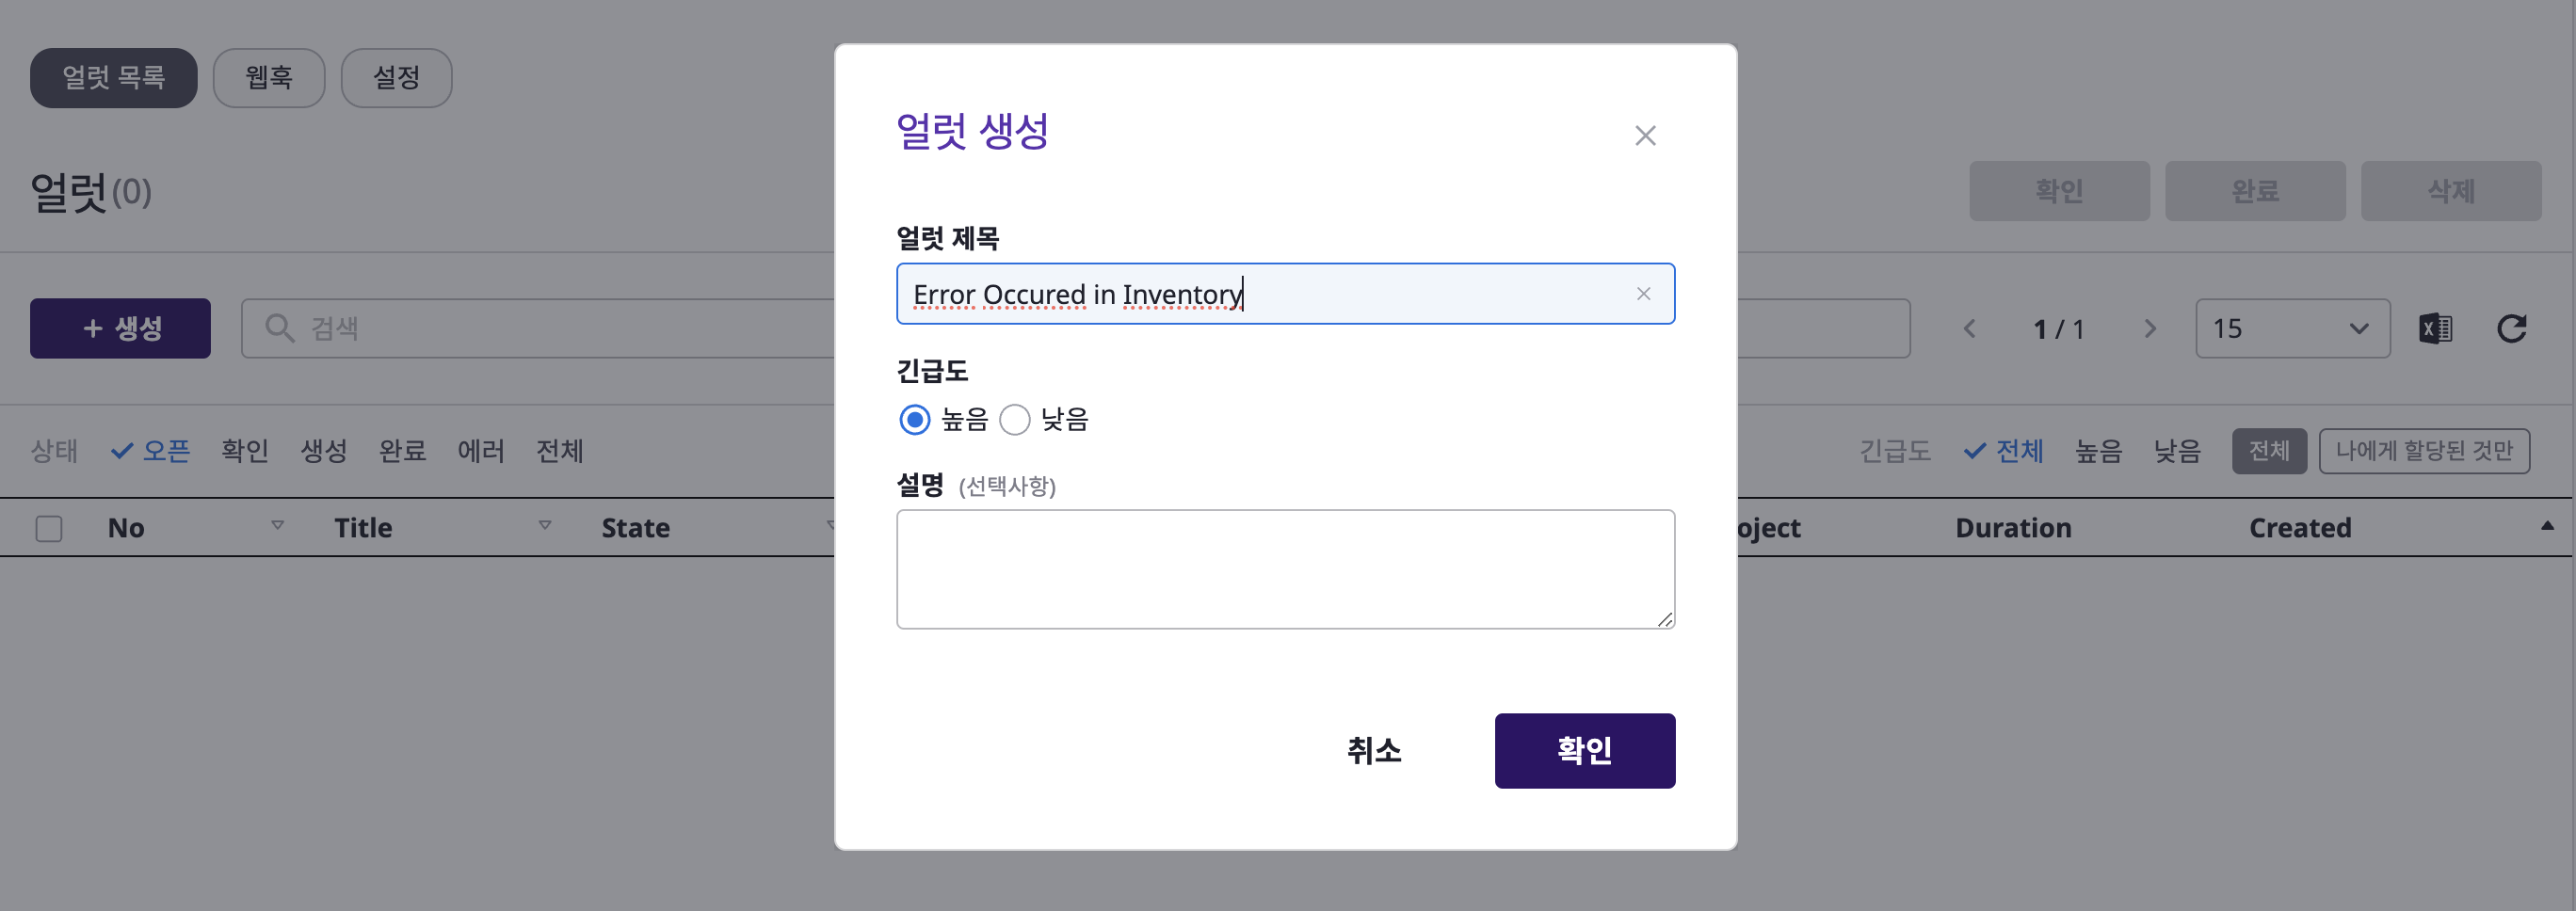 얼럿 목록 웹훅 설정
얼럿(0)
확인 완료 삭제
+ 생성 검색
1 / 1 15
상태 오픈 확인 생성 완료 에러 전체
긴급도 전체 높음 낮음 전체 나에게 할당된 것만
No Title State oject Duration Created
얼럿 생성
얼럿 제목
Error Occured in Inventory
긴급도
높음 낮음
설명 (선택사항)
취소 확인